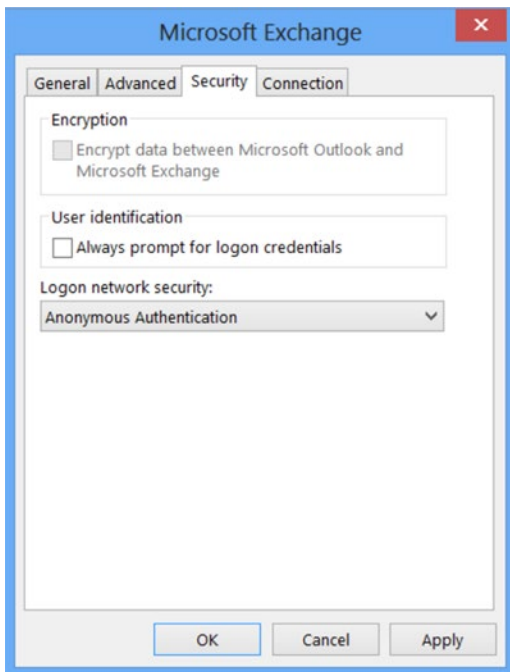 Microsoft Exchange
General Advanced Security Connection
Encryption
Encrypt data between Microsoft Outlook and
Microsoft Exchange
User identification
Always prompt for logon credentials
Logon network security:
Anonymous Authentication
OK Cancel Apply